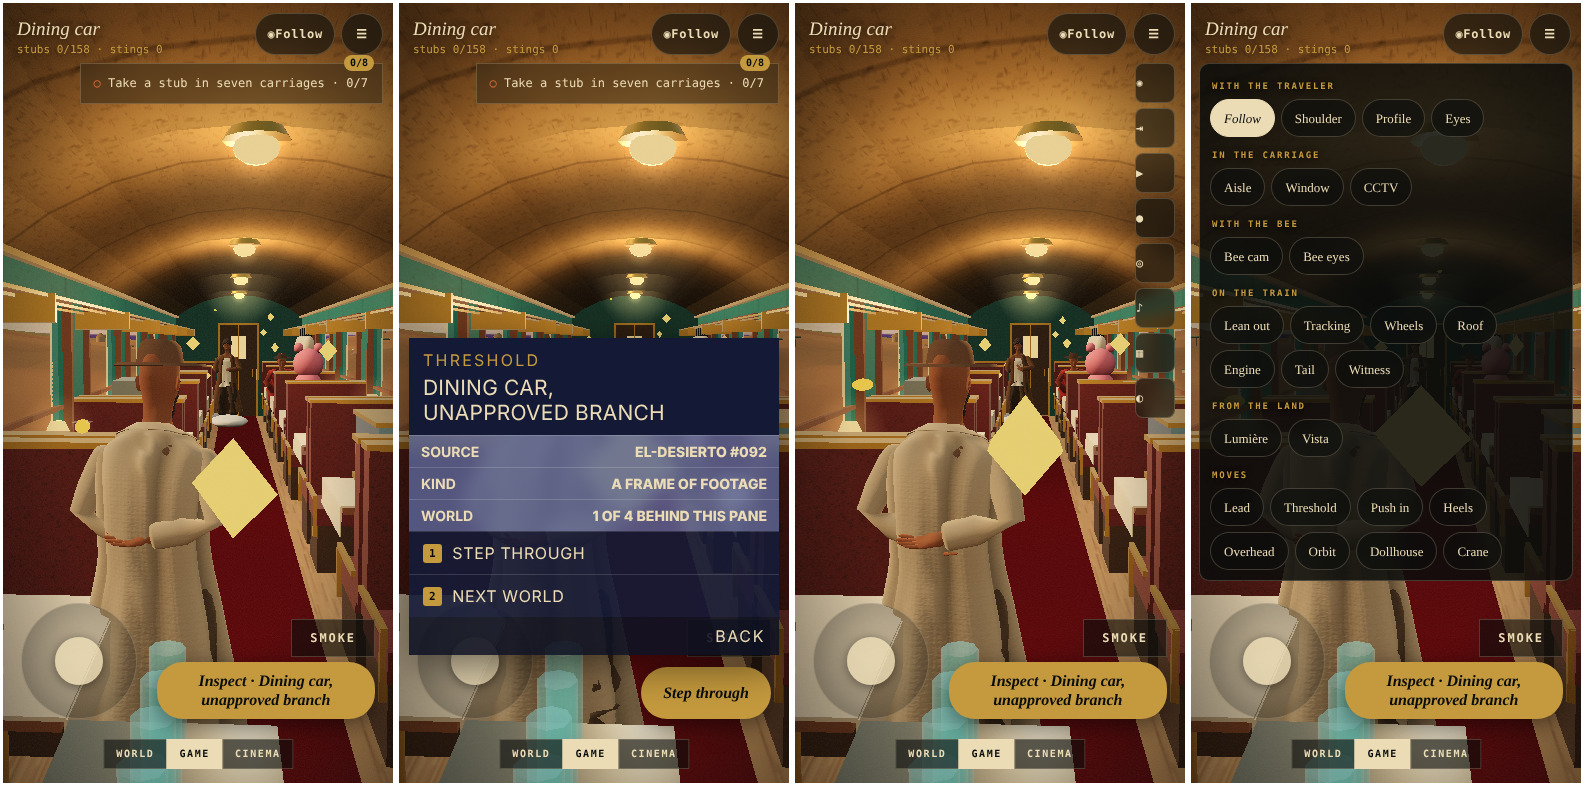 Dining car
stubs 0/158 · stings 0
◉Follow
☰
0/8
○ Take a stub in seven carriages · 0/7
SMOKE
Inspect · Dining car,
unapproved branch
WORLD GAME CINEMA
Dining car
stubs 0/158 · stings 0
◉Follow
☰
0/8
○ Take a stub in seven carriages · 0/7
THRESHOLD
DINING CAR,
UNAPPROVED BRANCH
SOURCE EL-DESIERTO #092
KIND A FRAME OF FOOTAGE
WORLD 1 OF 4 BEHIND THIS PANE
1 STEP THROUGH
2 NEXT WORLD
BACK
Step through
WORLD GAME CINEMA
Dining car
stubs 0/158 · stings 0
◉Follow
☰
SMOKE
Inspect · Dining car,
unapproved branch
WORLD GAME CINEMA
Dining car
stubs 0/158 · stings 0
◉Follow
☰
WITH THE TRAVELER
Follow Shoulder Profile Eyes
IN THE CARRIAGE
Aisle Window CCTV
WITH THE BEE
Bee cam Bee eyes
ON THE TRAIN
Lean out Tracking Wheels Roof
Engine Tail Witness
FROM THE LAND
Lumière Vista
MOVES
Lead Threshold Push in Heels
Overhead Orbit Dollhouse Crane
SMOKE
Inspect · Dining car,
unapproved branch
WORLD GAME CINEMA